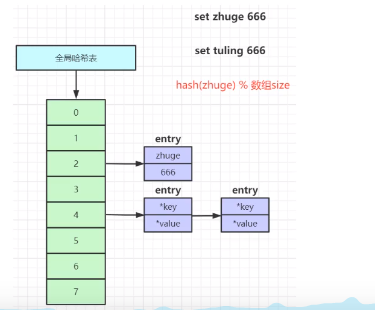 set zhuge 666
set tuling 666
全局哈希表
hash(zhuge) % 数组size
0
1
entry
2
zhuge
666
3
entry
entry
4
*key
*key
*value
*value
5
6
7